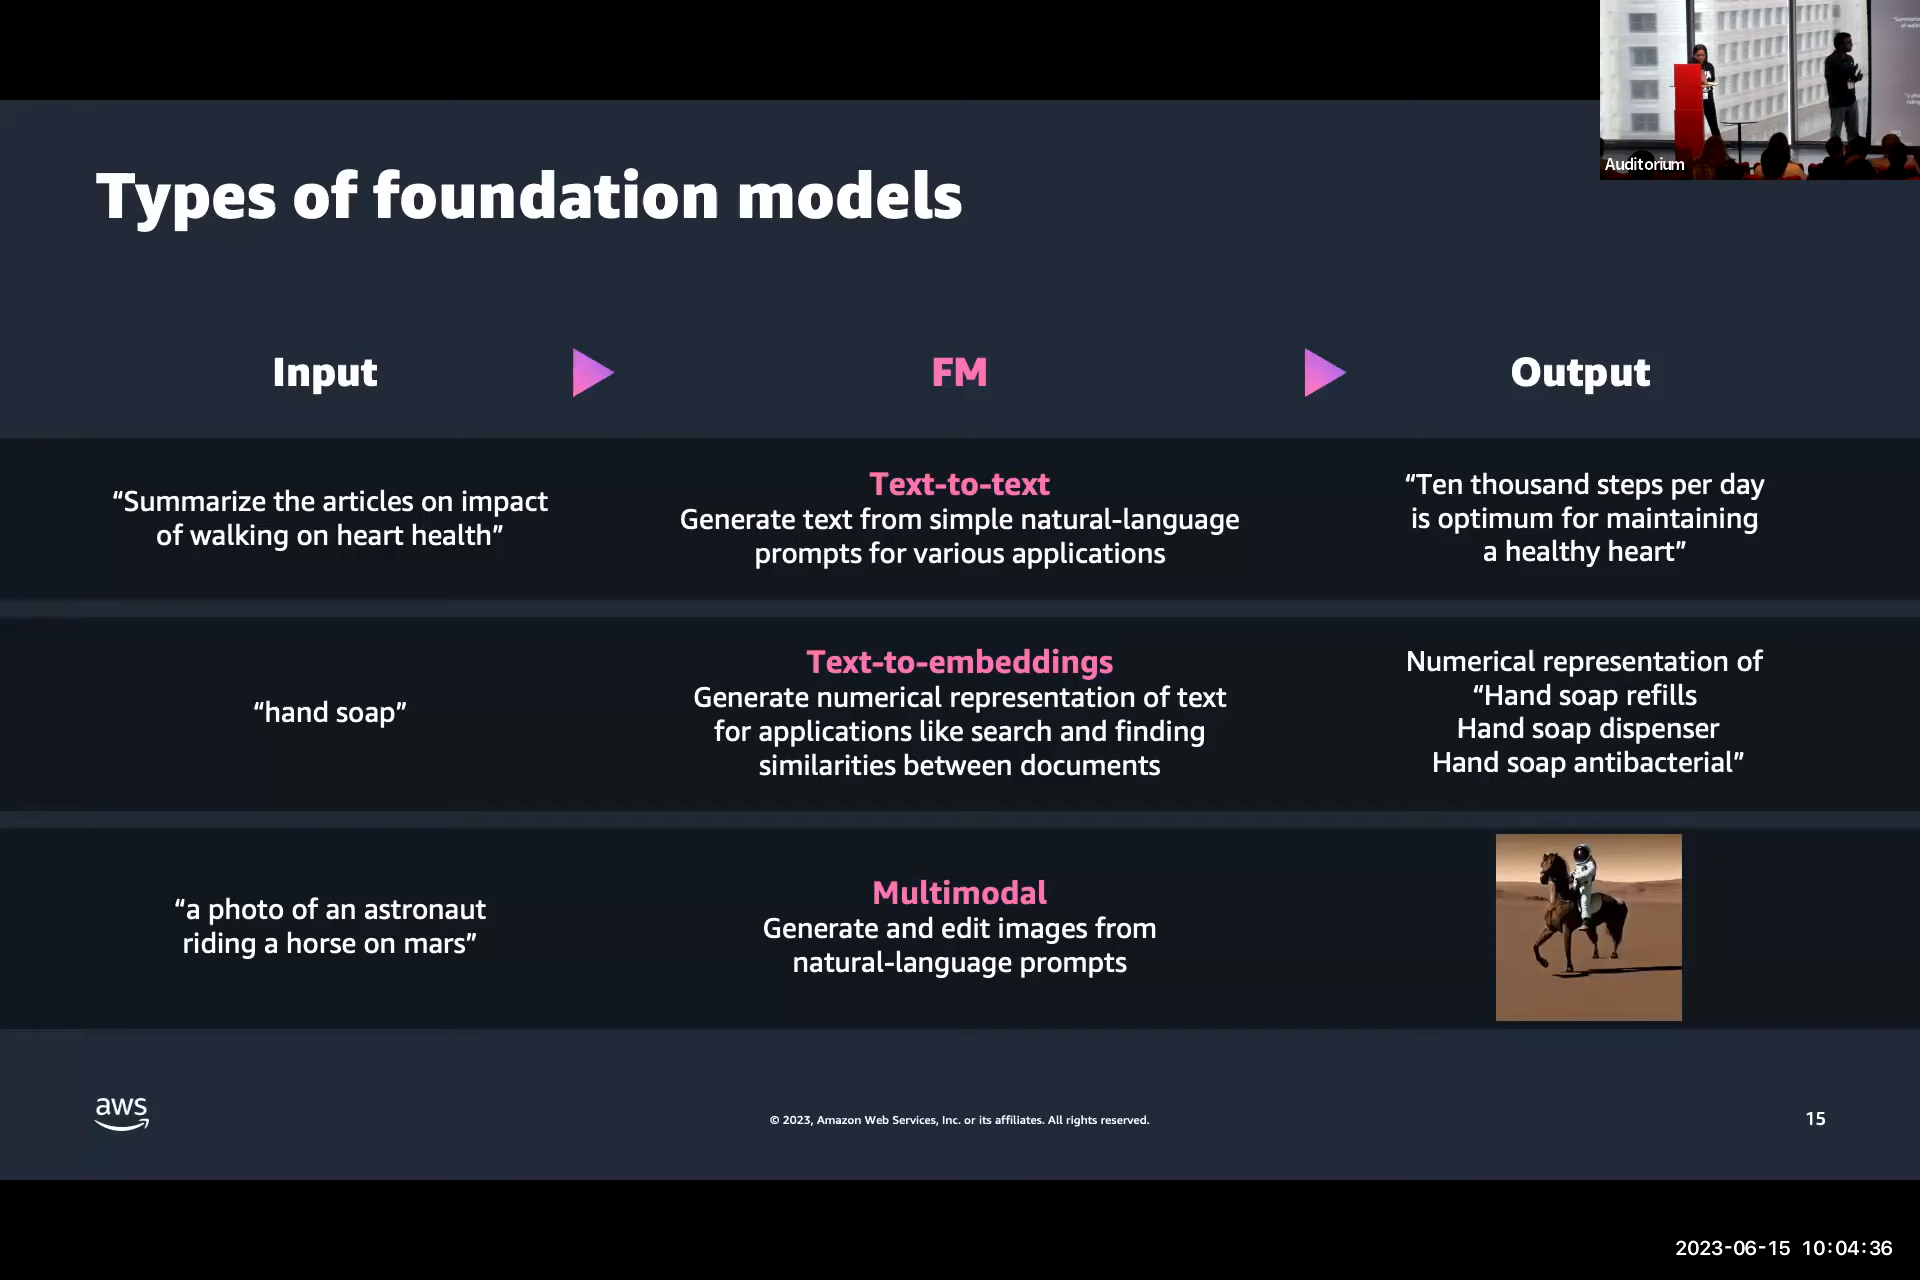 Auditorium
Types of foundation models
Input
FM
Output
“Summarize the articles on impact
of walking on heart health”
Text-to-text
Generate text from simple natural-language
prompts for various applications
“Ten thousand steps per day
is optimum for maintaining
a healthy heart”
“hand soap”
Text-to-embeddings
Generate numerical representation of text
for applications like search and finding
similarities between documents
Numerical representation of
“Hand soap refills
Hand soap dispenser
Hand soap antibacterial”
“a photo of an astronaut
riding a horse on mars”
Multimodal
Generate and edit images from
natural-language prompts
aws
© 2023, Amazon Web Services, Inc. or its affiliates. All rights reserved.
15
2023-06-15 10:04:36